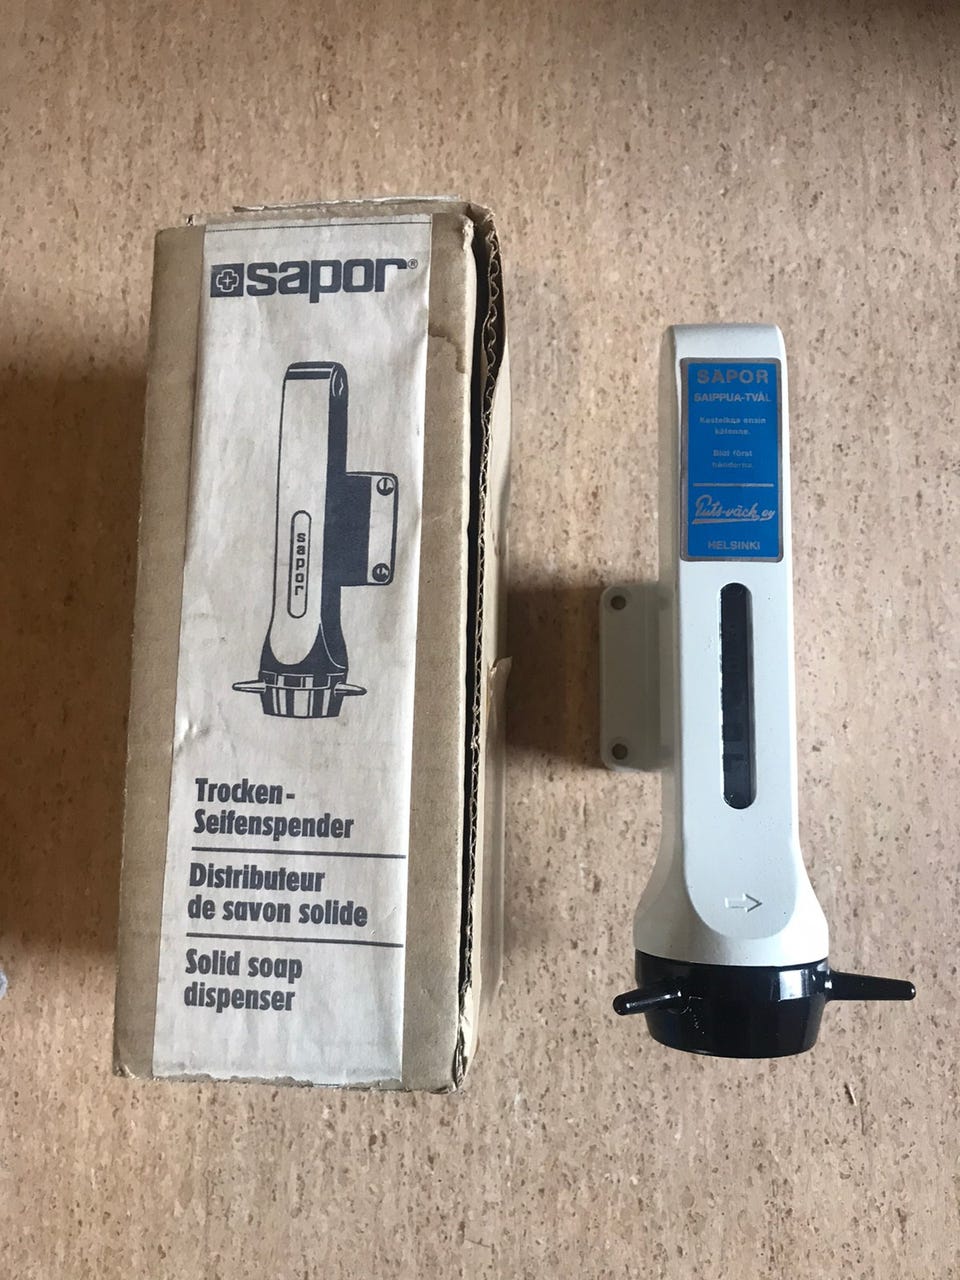 sapor®
sapor
Trocken-
Seifenspender
Distributeur
de savon solide
Solid soap
dispenser
SAPOR
SAIPPUA-TVÅL
Kastelkaa ensin
kätenne.
Blöt först
händerna.
Puts-väck oy
HELSINKI